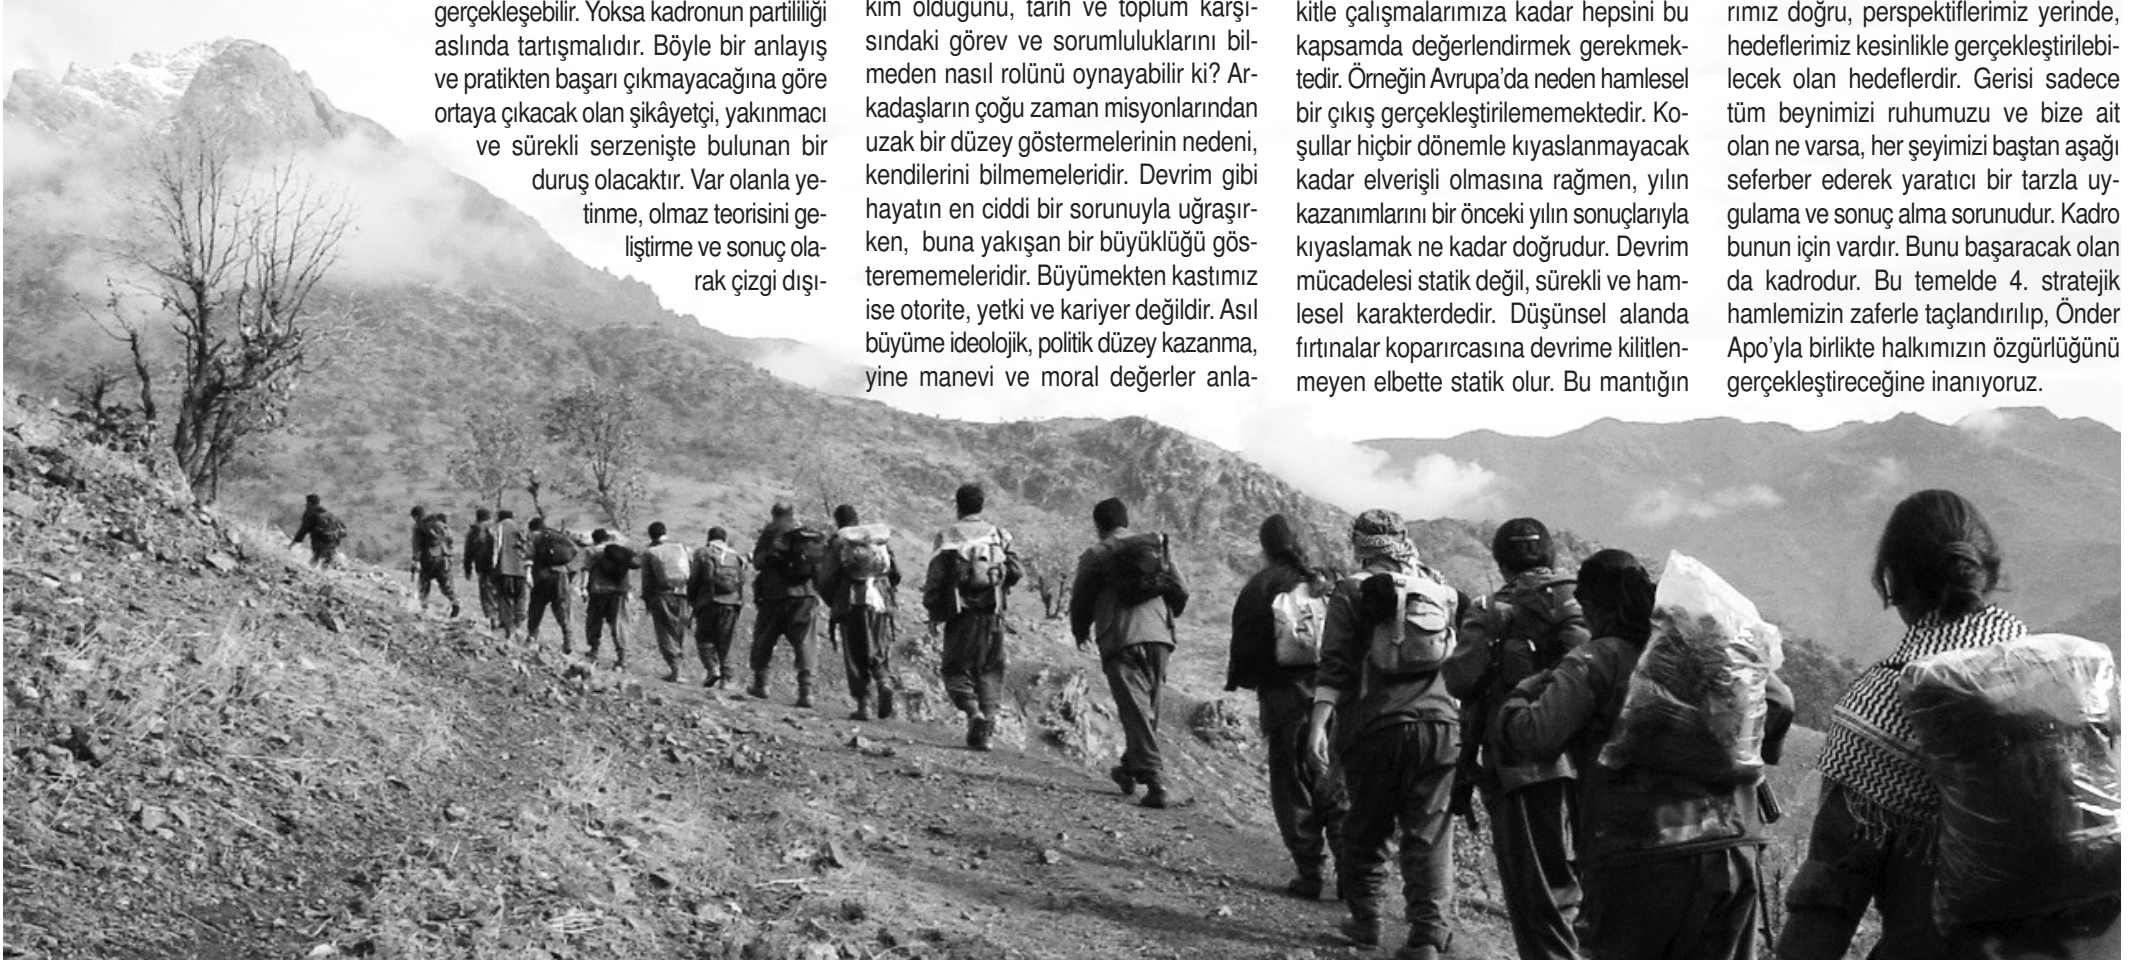 gerçekleşebilir. Yoksa kadronun partililiği
aslında tartışmalıdır. Böyle bir anlayış
ve pratikten başarı çıkmayacağına göre
ortaya çıkacak olan şikâyetçi, yakınmacı
ve sürekli serzenişte bulunan bir
duruş olacaktır. Var olanla ye-
tinme, olmaz teorisini ge-
liştirme ve sonuç ola-
rak çizgi dışı-
kim olduğunu, tarih ve toplum karşı-
sındaki görev ve sorumluluklarını bil-
meden nasıl rolünü oynayabilir ki? Ar-
kadaşların çoğu zaman misyonlarından
uzak bir düzey göstermelerinin nedeni,
kendilerini bilmemeleridir. Devrim gibi
hayatın en ciddi bir sorunuyla uğraşır-
ken, buna yakışan bir büyüklüğü gös-
terememeleridir. Büyümekten kastımız
ise otorite, yetki ve kariyer değildir. Asıl
büyüme ideolojik, politik düzey kazanma,
yine manevi ve moral değerler anla-
kitle çalışmalarımıza kadar hepsini bu
kapsamda değerlendirmek gerekmek-
tedir. Örneğin Avrupa’da neden hamlesel
bir çıkış gerçekleştirilememektedir. Ko-
şullar hiçbir dönemle kıyaslanmayacak
kadar elverişli olmasına rağmen, yılın
kazanımlarını bir önceki yılın sonuçlarıyla
kıyaslamak ne kadar doğrudur. Devrim
mücadelesi statik değil, sürekli ve ham-
lesel karakterdedir. Düşünsel alanda
fırtınalar koparırcasına devrime kilitlen-
meyen elbette statik olur. Bu mantığın
rımız doğru, perspektiflerimiz yerinde,
hedeflerimiz kesinlikle gerçekleştirilebi-
lecek olan hedeflerdir. Gerisi sadece
tüm beynimizi ruhumuzu ve bize ait
olan ne varsa, her şeyimizi baştan aşağı
seferber ederek yaratıcı bir tarzla uy-
gulama ve sonuç alma sorunudur. Kadro
bunun için vardır. Bunu başaracak olan
da kadrodur. Bu temelde 4. stratejik
hamlemizin zaferle taçlandırılıp, Önder
Apo’yla birlikte halkımızın özgürlüğünü
gerçekleştireceğine inanıyoruz.